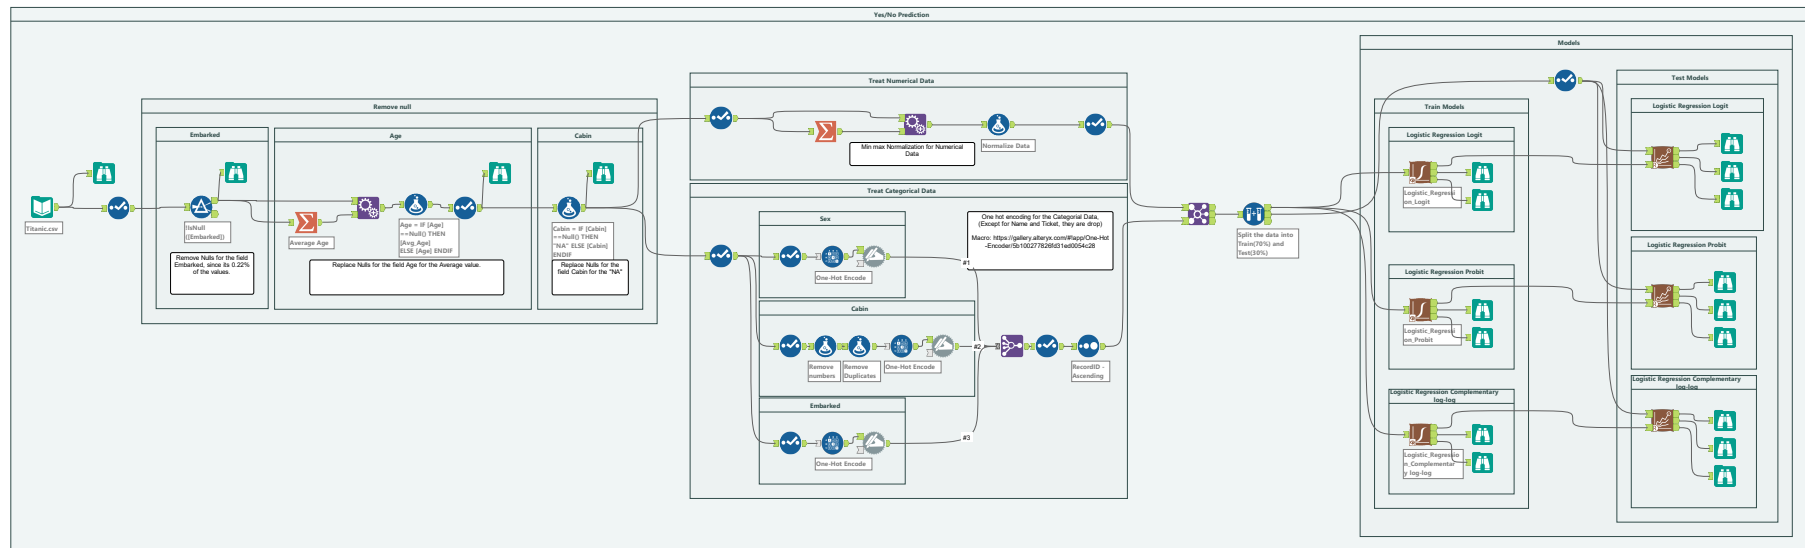 Yes/No Prediction
Remove null
Embarked
Age
Cabin
Titanic.csv
!IsNull
([Embarked])
Remove Nulls for the field
Embarked, since its 0.22%
of the values.
Average Age
Age = IF [Age]
==Null() THEN
[Avg_Age]
ELSE [Age] ENDIF
Replace Nulls for the field Age for the Average value.
Cabin = IF [Cabin]
==Null() THEN
"NA" ELSE [Cabin]
ENDIF
Replace Nulls for the
field Cabin for the "NA"
Treat Numerical Data
Min max Normalization for Numerical
Data
Normalize Data
Treat Categorical Data
Sex
One-Hot Encode
One hot encoding for the Categorial Data,
(Except for Name and Ticket, they are drop)
Macro: https://gallery.alteryx.com/#!app/One-Hot
-Encoder/5b100277826fd31ed0054c28
#1
Cabin
Remove
numbers
Remove
Duplicates
One-Hot Encode
#2
RecordID -
Ascending
Embarked
One-Hot Encode
#3
Split the data into
Train(70%) and
Test(30%)
Models
Train Models
Logistic Regression Logit
Logistic_Regressi
on_Logit
Logistic Regression Probit
Logistic_Regressi
on_Probit
Logistic Regression Complementary
log-log
Logistic_Regressio
n_Complementar
y log-log
Test Models
Logistic Regression Logit
Logistic Regression Probit
Logistic Regression Complementary
log-log